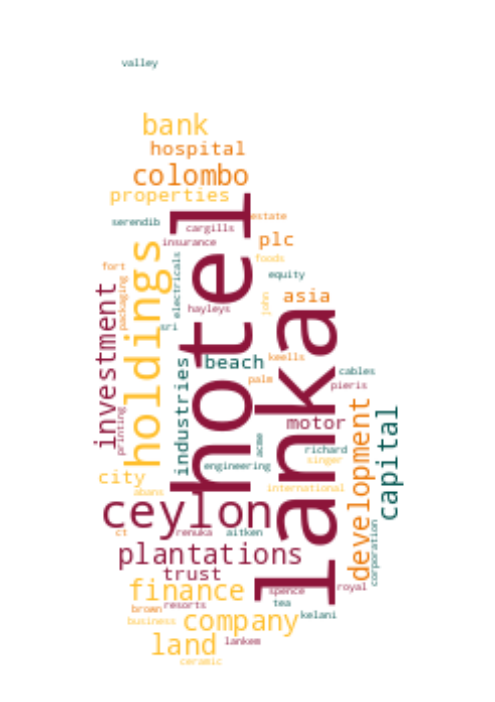 valley
bank
hospital
colombo
properties
serendib
estate
cargills
insurance
plc
hotel
holdings
foods
fort
equity
electricals
packaging
investment
asia
john
hayleys
lanka
sri
beach
keells
industries
cables
palm
pieris
printing
motor
capital
development
acme
richard
engineering
singer
city
abans
international
ceylon
ct
renuka
aitken
corporation
plantations
trust
finance
spence
royal
tea
brown
resorts
kelani
business
company
land
lankem
ceramic